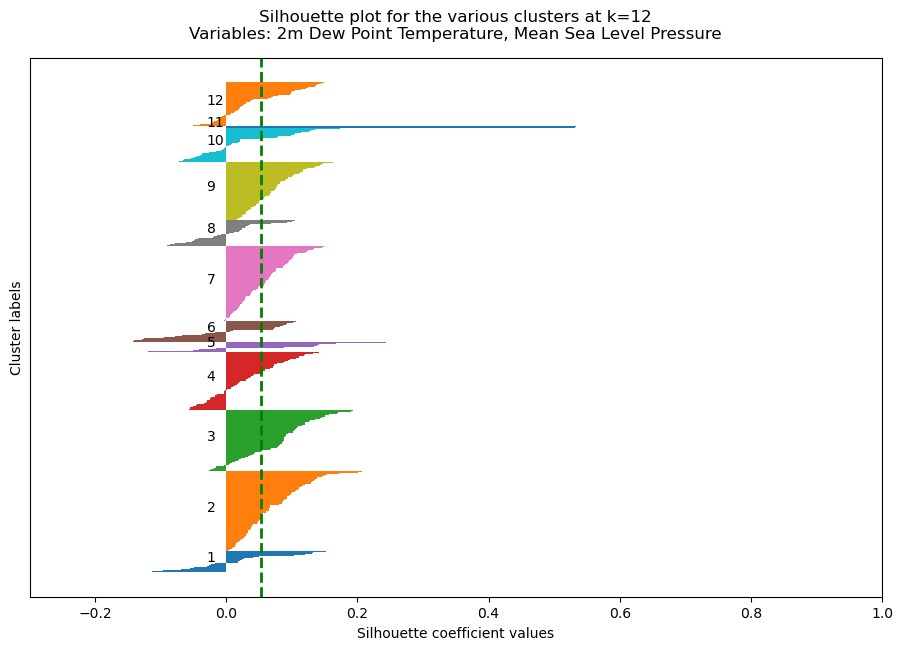 Silhouette plot for the various clusters at k=12
Variables: 2m Dew Point Temperature, Mean Sea Level Pressure
Cluster labels
12
11
10
9
8
7
6
5
4
3
2
1
−0.2 0.0 0.2 0.4 0.6 0.8 1.0
Silhouette coefficient values